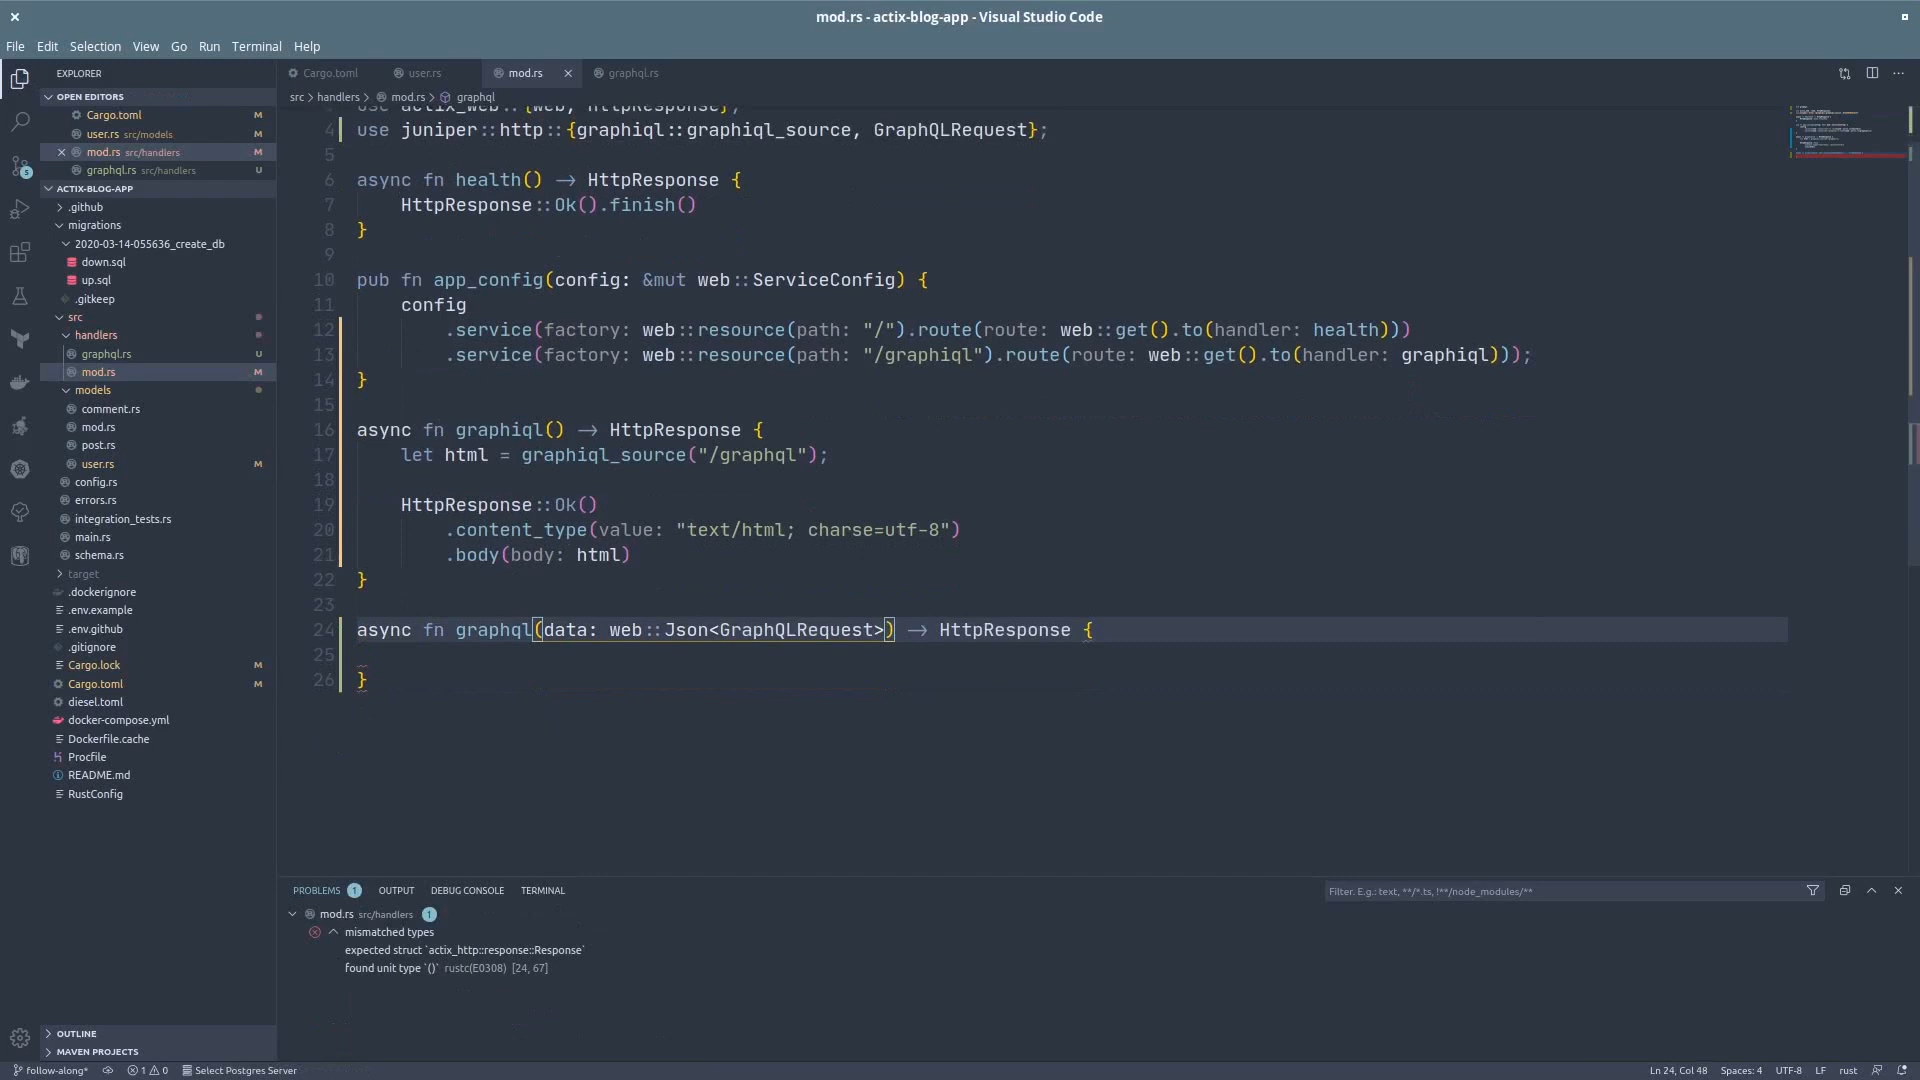 mod.rs - actix-blog-app - Visual Studio Code
File Edit Selection View Go Run Terminal Help
EXPLORER
OPEN EDITORS
Cargo.toml M
user.rs src/models M
mod.rs src/handlers M
graphql.rs src/handlers U
ACTIX-BLOG-APP
.github
migrations
2020-03-14-055636_create_db
down.sql
up.sql
.gitkeep
src
handlers
graphql.rs U
mod.rs M
models
comment.rs
mod.rs
post.rs
user.rs M
config.rs
errors.rs
integration_tests.rs
main.rs
schema.rs
target
.dockerignore
.env.example
.env.github
.gitignore
Cargo.lock M
Cargo.toml M
diesel.toml
docker-compose.yml
Dockerfile.cache
Procfile
README.md
RustConfig
OUTLINE
MAVEN PROJECTS
5
Cargo.toml user.rs mod.rs graphql.rs
src > handlers > mod.rs > graphql
use actix_web::{web, HttpResponse};
4 use juniper::http::{graphiql::graphiql_source, GraphQLRequest};
5
6 async fn health() -> HttpResponse {
7 HttpResponse::Ok().finish()
8 }
9
10 pub fn app_config(config: &mut web::ServiceConfig) {
11 config
12 .service(factory: web::resource(path: "/").route(route: web::get().to(handler: health)))
13 .service(factory: web::resource(path: "/graphiql").route(route: web::get().to(handler: graphiql)));
14 }
15
16 async fn graphiql() -> HttpResponse {
17 let html = graphiql_source("/graphql");
18
19 HttpResponse::Ok()
20 .content_type(value: "text/html; charse=utf-8")
21 .body(body: html)
22 }
23
24 async fn graphql(data: web::Json<GraphQLRequest>) -> HttpResponse {
25
26 }
PROBLEMS 1 OUTPUT DEBUG CONSOLE TERMINAL
Filter. E.g.: text, **/*.ts, !**/node_modules/**
mod.rs src/handlers 1
mismatched types
expected struct `actix_http::response::Response`
found unit type `()` rustc(E0308) [24, 67]
follow-along* 1 0 Select Postgres Server
Ln 24, Col 48 Spaces: 4 UTF-8 LF rust